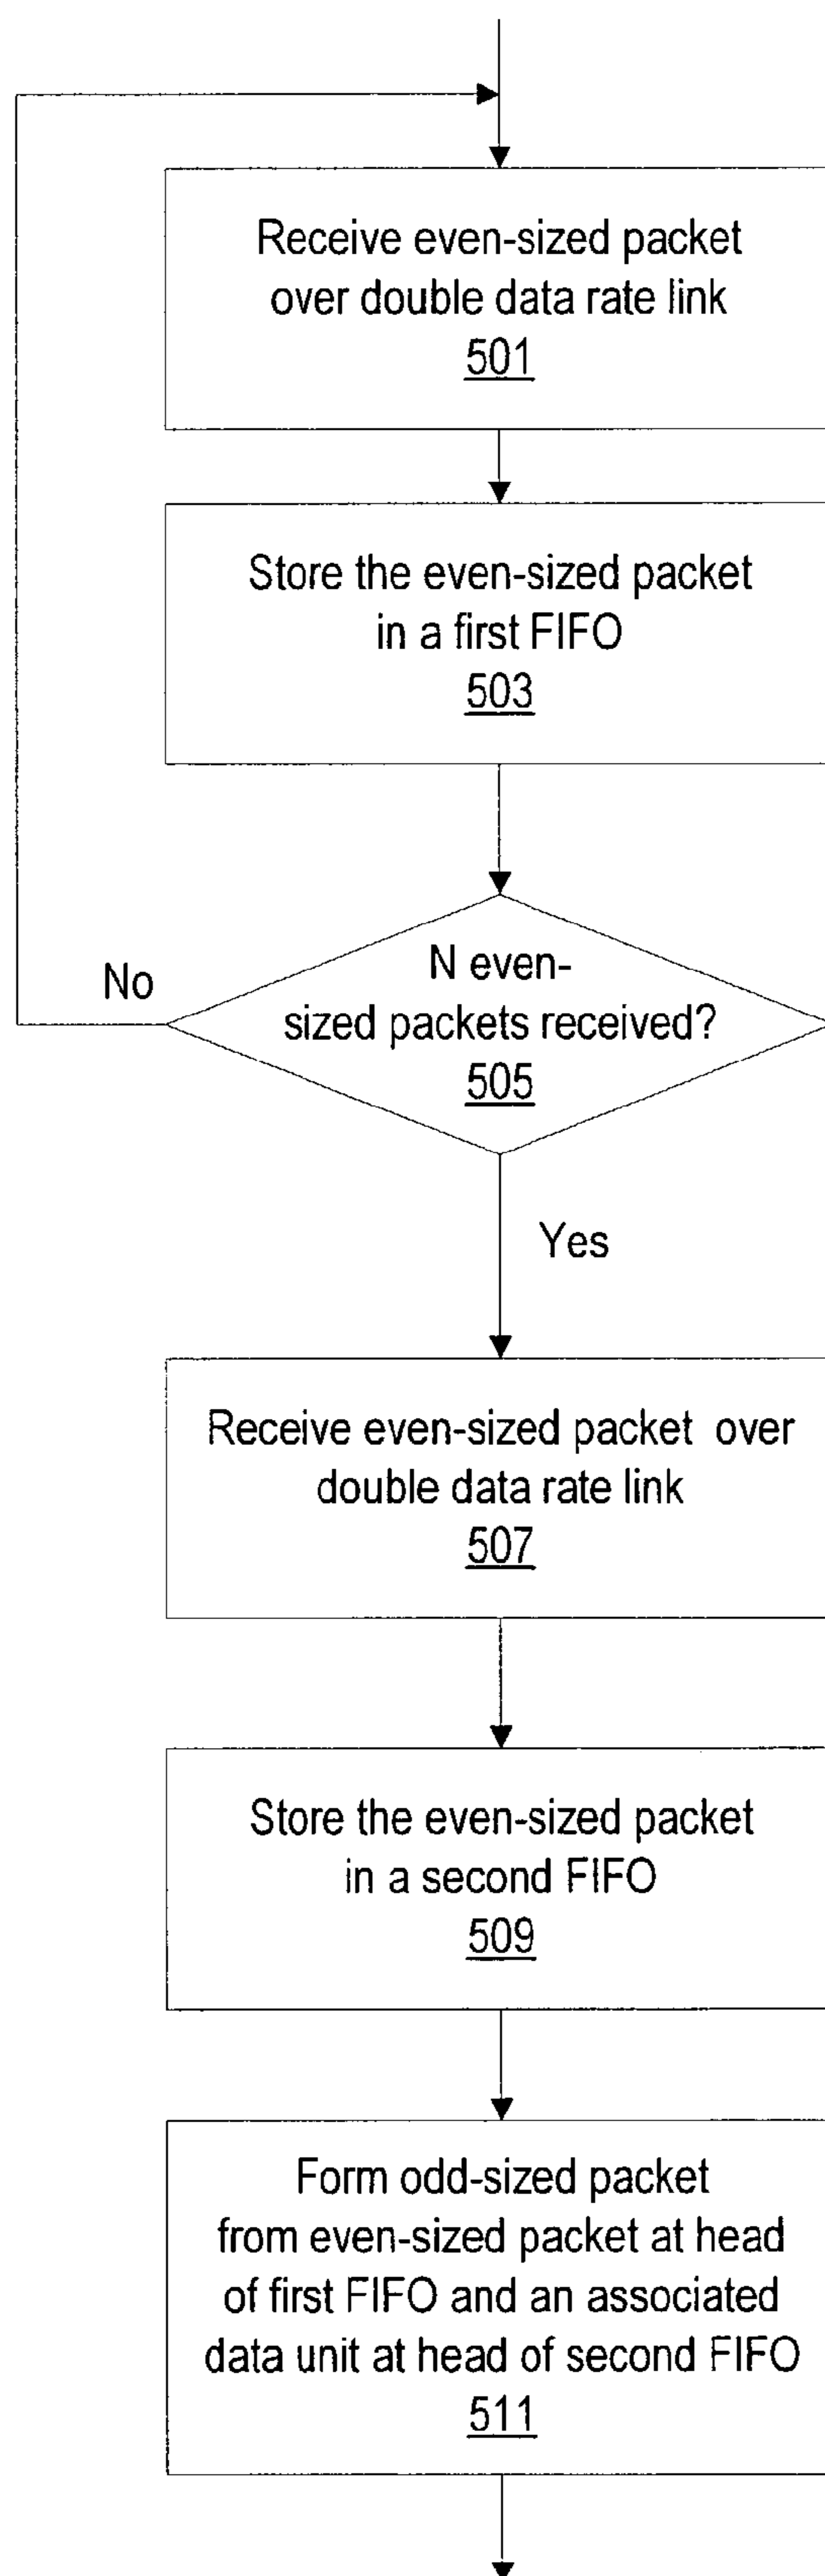 Receive even-sized packet
over double data rate link
501
Store the even-sized packet
in a first FIFO
503
N even-
sized packets received?
505
No
Yes
Receive even-sized packet over
double data rate link
507
Store the even-sized packet
in a second FIFO
509
Form odd-sized packet
from even-sized packet at head
of first FIFO and an associated
data unit at head of second FIFO
511